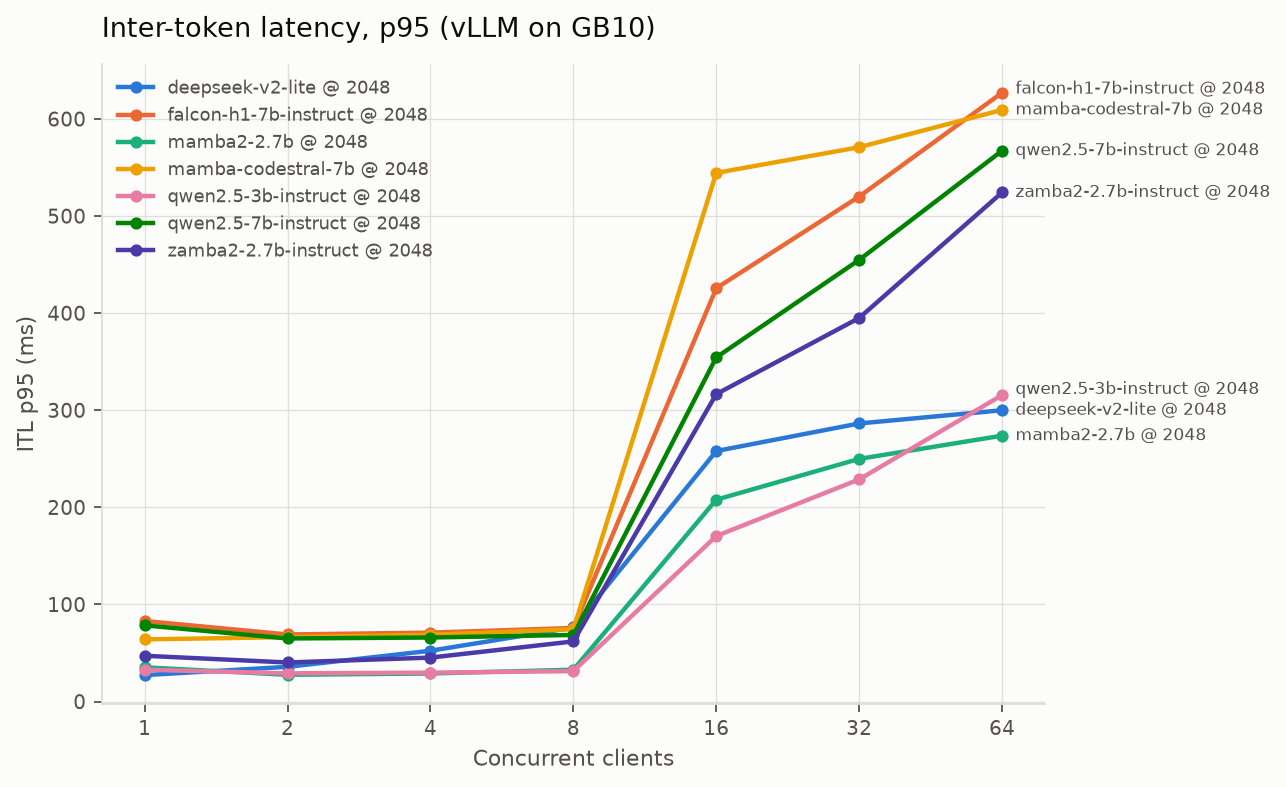 Inter-token latency, p95 (vLLM on GB10)
deepseek-v2-lite @ 2048
falcon-h1-7b-instruct @ 2048
mamba2-2.7b @ 2048
mamba-codestral-7b @ 2048
qwen2.5-3b-instruct @ 2048
qwen2.5-7b-instruct @ 2048
zamba2-2.7b-instruct @ 2048
falcon-h1-7b-instruct @ 2048
mamba-codestral-7b @ 2048
qwen2.5-7b-instruct @ 2048
zamba2-2.7b-instruct @ 2048
qwen2.5-3b-instruct @ 2048
deepseek-v2-lite @ 2048
mamba2-2.7b @ 2048
ITL p95 (ms)
600
500
400
300
200
100
0
1 2 4 8 16 32 64
Concurrent clients